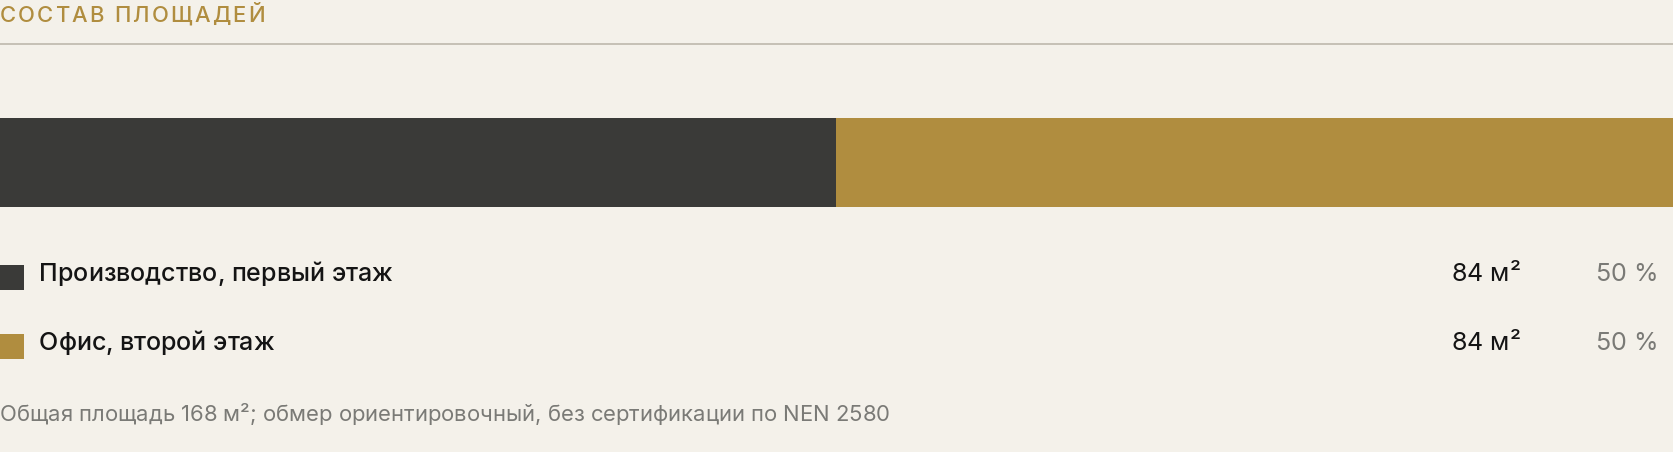 СОСТАВ ПЛОЩАДЕЙ
Производство, первый этаж 84 м² 50 %
Офис, второй этаж 84 м² 50 %
Общая площадь 168 м²; обмер ориентировочный, без сертификации по NEN 2580